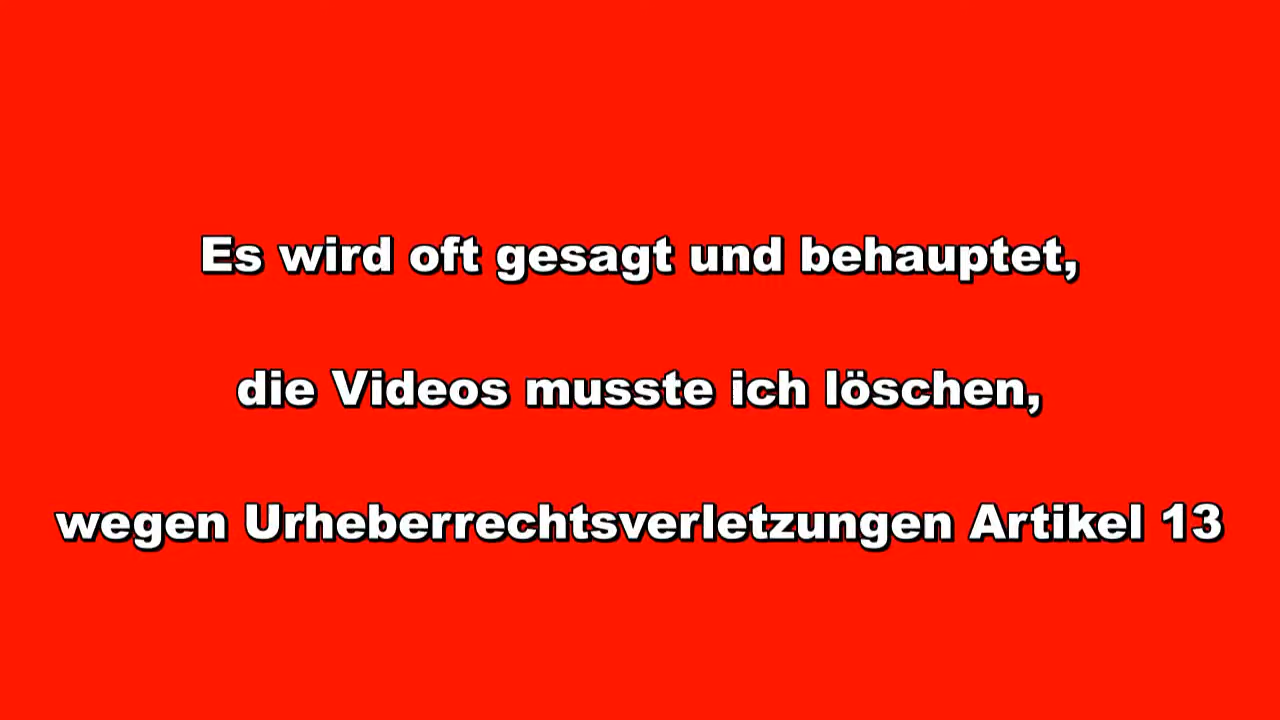 Es wird oft gesagt und behauptet,
die Videos musste ich löschen,
wegen Urheberrechtsverletzungen Artikel 13